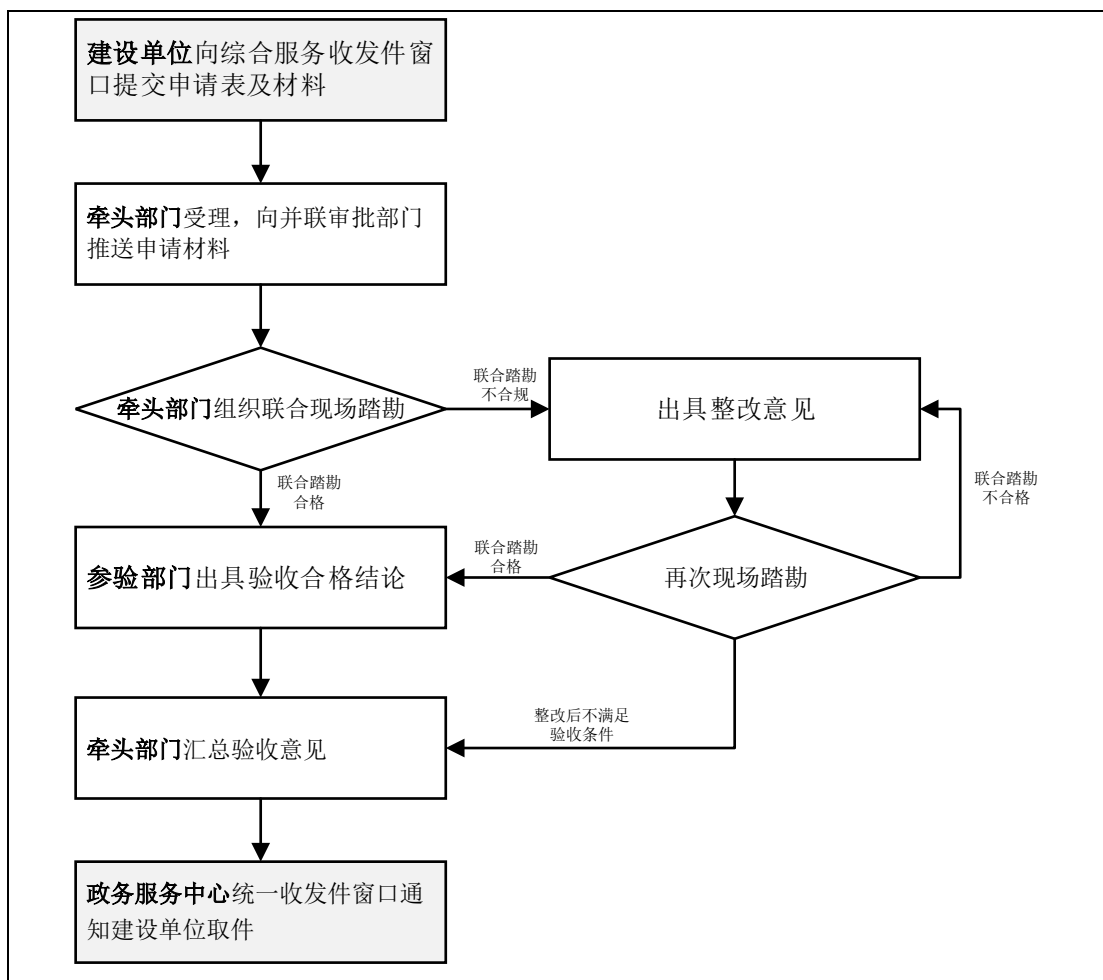 建设单位向综合服务收发件窗
口提交申请表及材料
牵头部门受理，向并联审批部门
推送申请材料
牵头部门组织联合现场踏勘
联合踏勘
不合规
出具整改意见
联合踏勘
合格
联合踏勘
不合格
参验部门出具验收合格结论
联合踏勘
合格
再次现场踏勘
整改后不满足
验收条件
牵头部门汇总验收意见
政务服务中心统一收发件窗口通
知建设单位取件